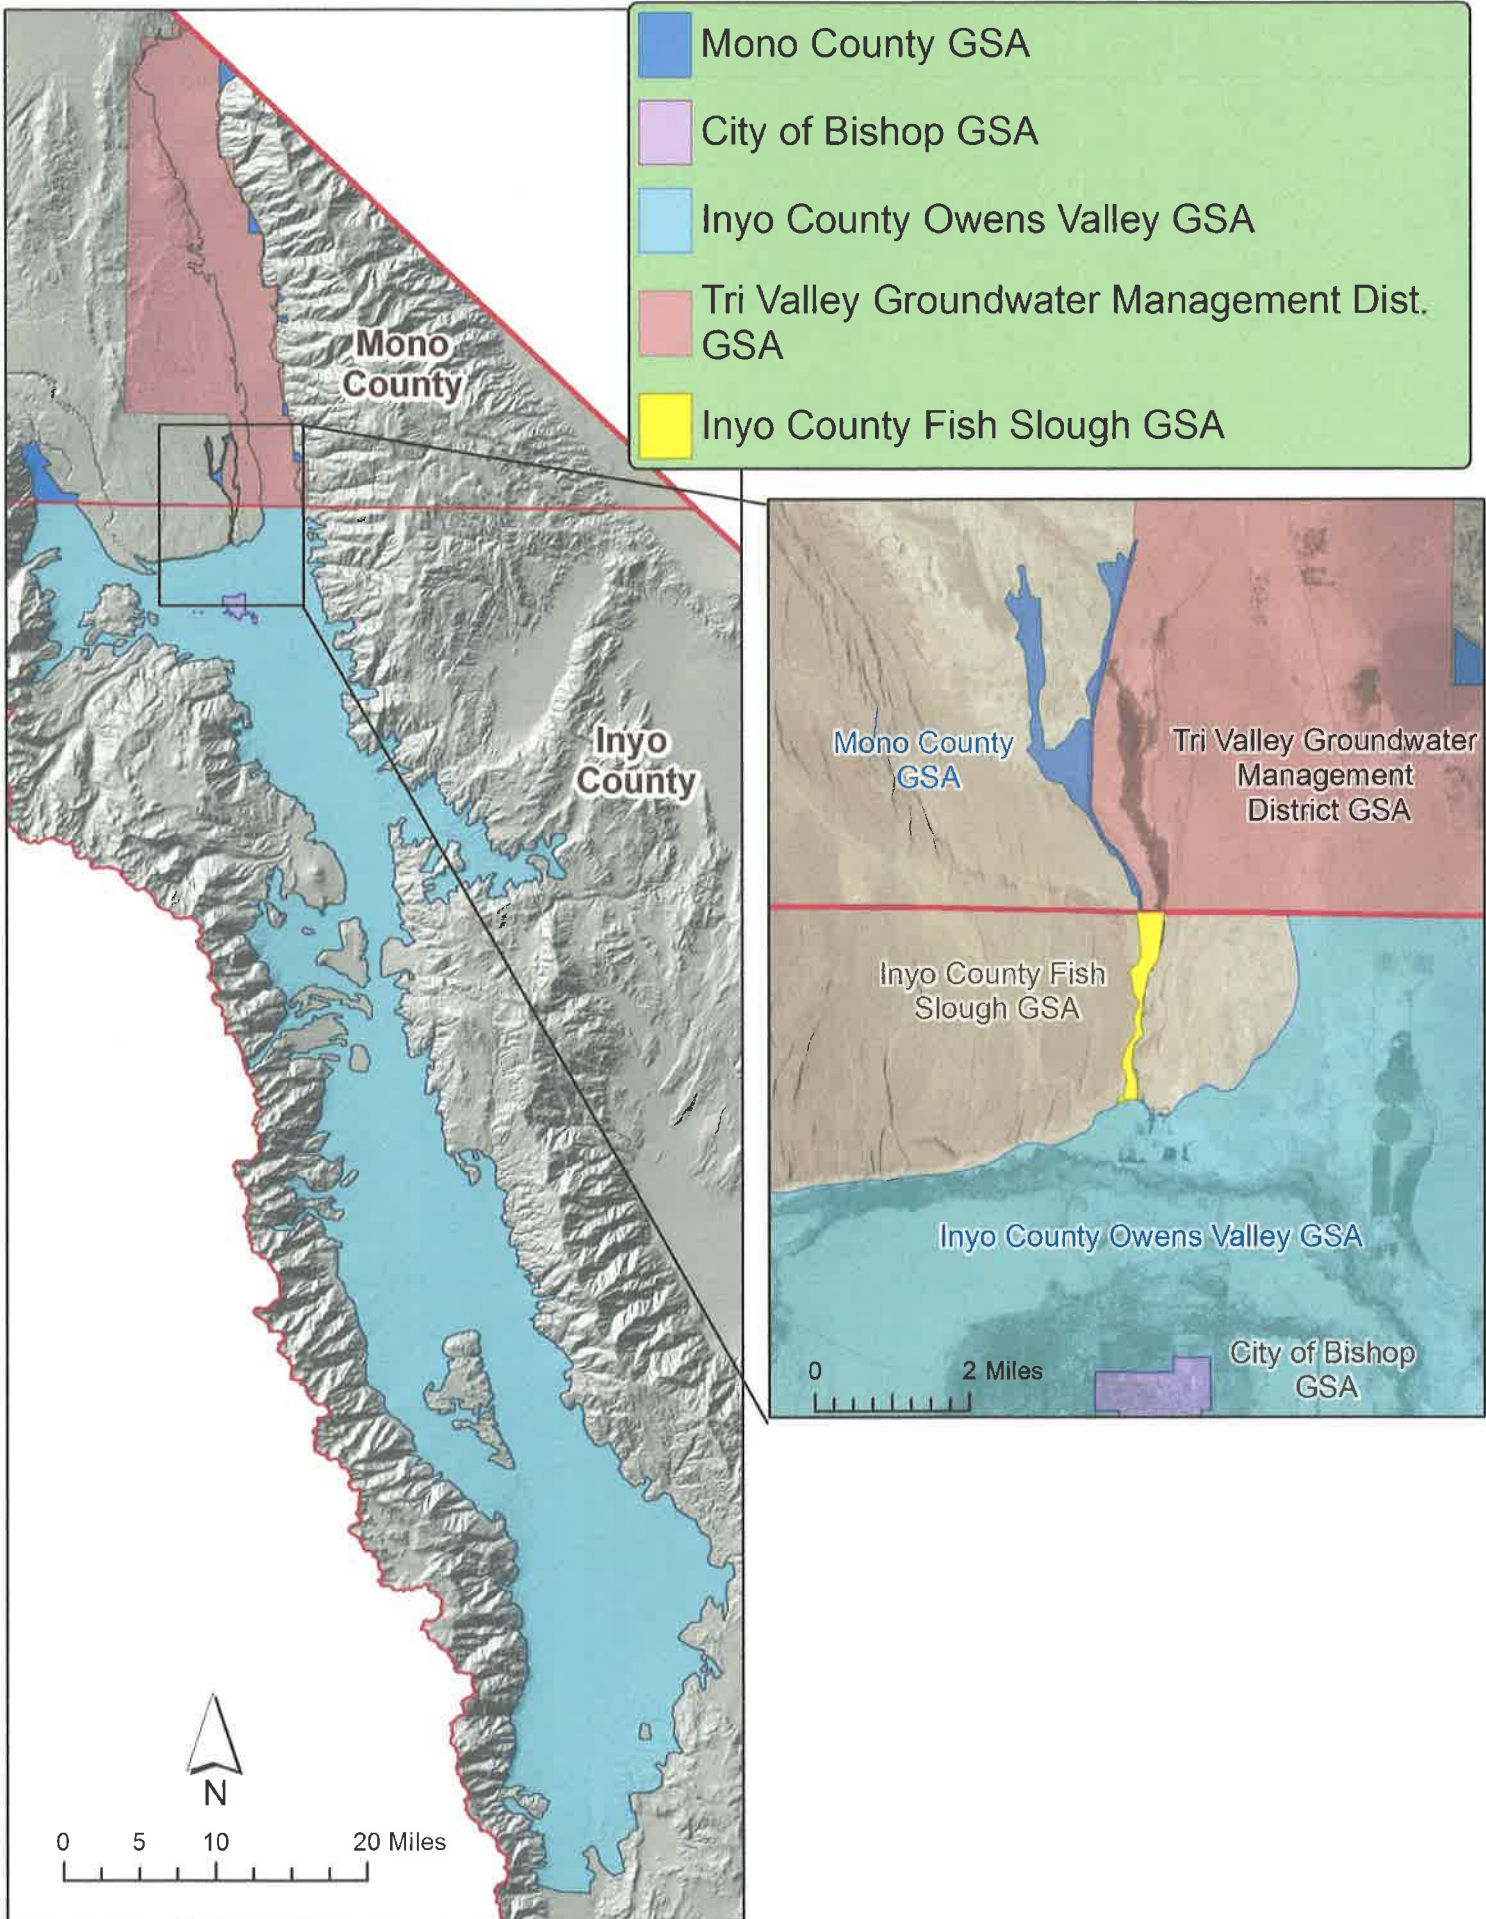 Mono County GSA
City of Bishop GSA
Inyo County Owens Valley GSA
Tri Valley Groundwater Management Dist.
GSA
Inyo County Fish Slough GSA
Mono
County
Inyo
County
N
0 5 10 20 Miles
Mono County
GSA
Tri Valley Groundwater
Management
District GSA
Inyo County Fish
Slough GSA
Inyo County Owens Valley GSA
City of Bishop
GSA
0 2 Miles